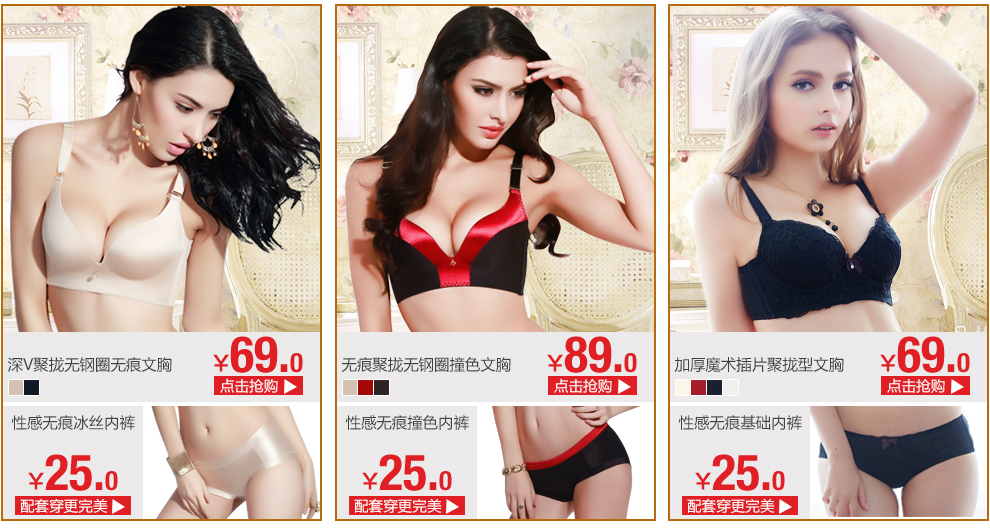 深V聚拢无钢圈无痕文胸
¥69.0
点击抢购
性感无痕冰丝内裤
¥25.0
配套穿更完美
无痕聚拢无钢圈撞色文胸
¥89.0
点击抢购
性感无痕撞色内裤
¥25.0
配套穿更完美
加厚魔术插片聚拢型文胸
¥69.0
点击抢购
性感无痕基础内裤
¥25.0
配套穿更完美